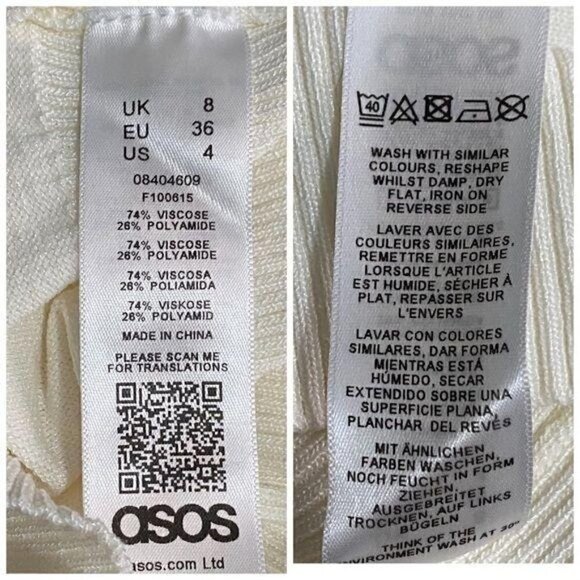 UK 8
EU 36
US 4
08404609
F100615
74% VISCOSE
26% POLYAMIDE
74% VISCOSE
26% POLYAMIDE
74% VISCOSA
26% POLIAMIDA
74% VISKOSE
26% POLYAMID
MADE IN CHINA
PLEASE SCAN ME
FOR TRANSLATIONS
asos
asos.com Ltd
40
WASH WITH SIMILAR
COLOURS, RESHAPE
WHILST DAMP, DRY
FLAT, IRON ON
REVERSE SIDE
LAVER AVEC DES
COULEURS SIMILAIRES,
REMETTRE EN FORME
LORSQUE L'ARTICLE
EST HUMIDE, SÉCHER À
PLAT, REPASSER SUR
L'ENVERS
LAVAR CON COLORES
SIMILARES, DAR FORMA
MIENTRAS ESTÁ
HÚMEDO, SECAR
EXTENDIDO SOBRE UNA
SUPERFICIE PLANA,
PLANCHAR DEL REVÉS
MIT ÄHNLICHEN
FARBEN WASCHEN,
NOCH FEUCHT IN FORM
ZIEHEN,
AUSGEBREITET
TROCKNEN, AUF LINKS
BÜGELN
THINK OF THE
ENVIRONMENT WASH AT 30°